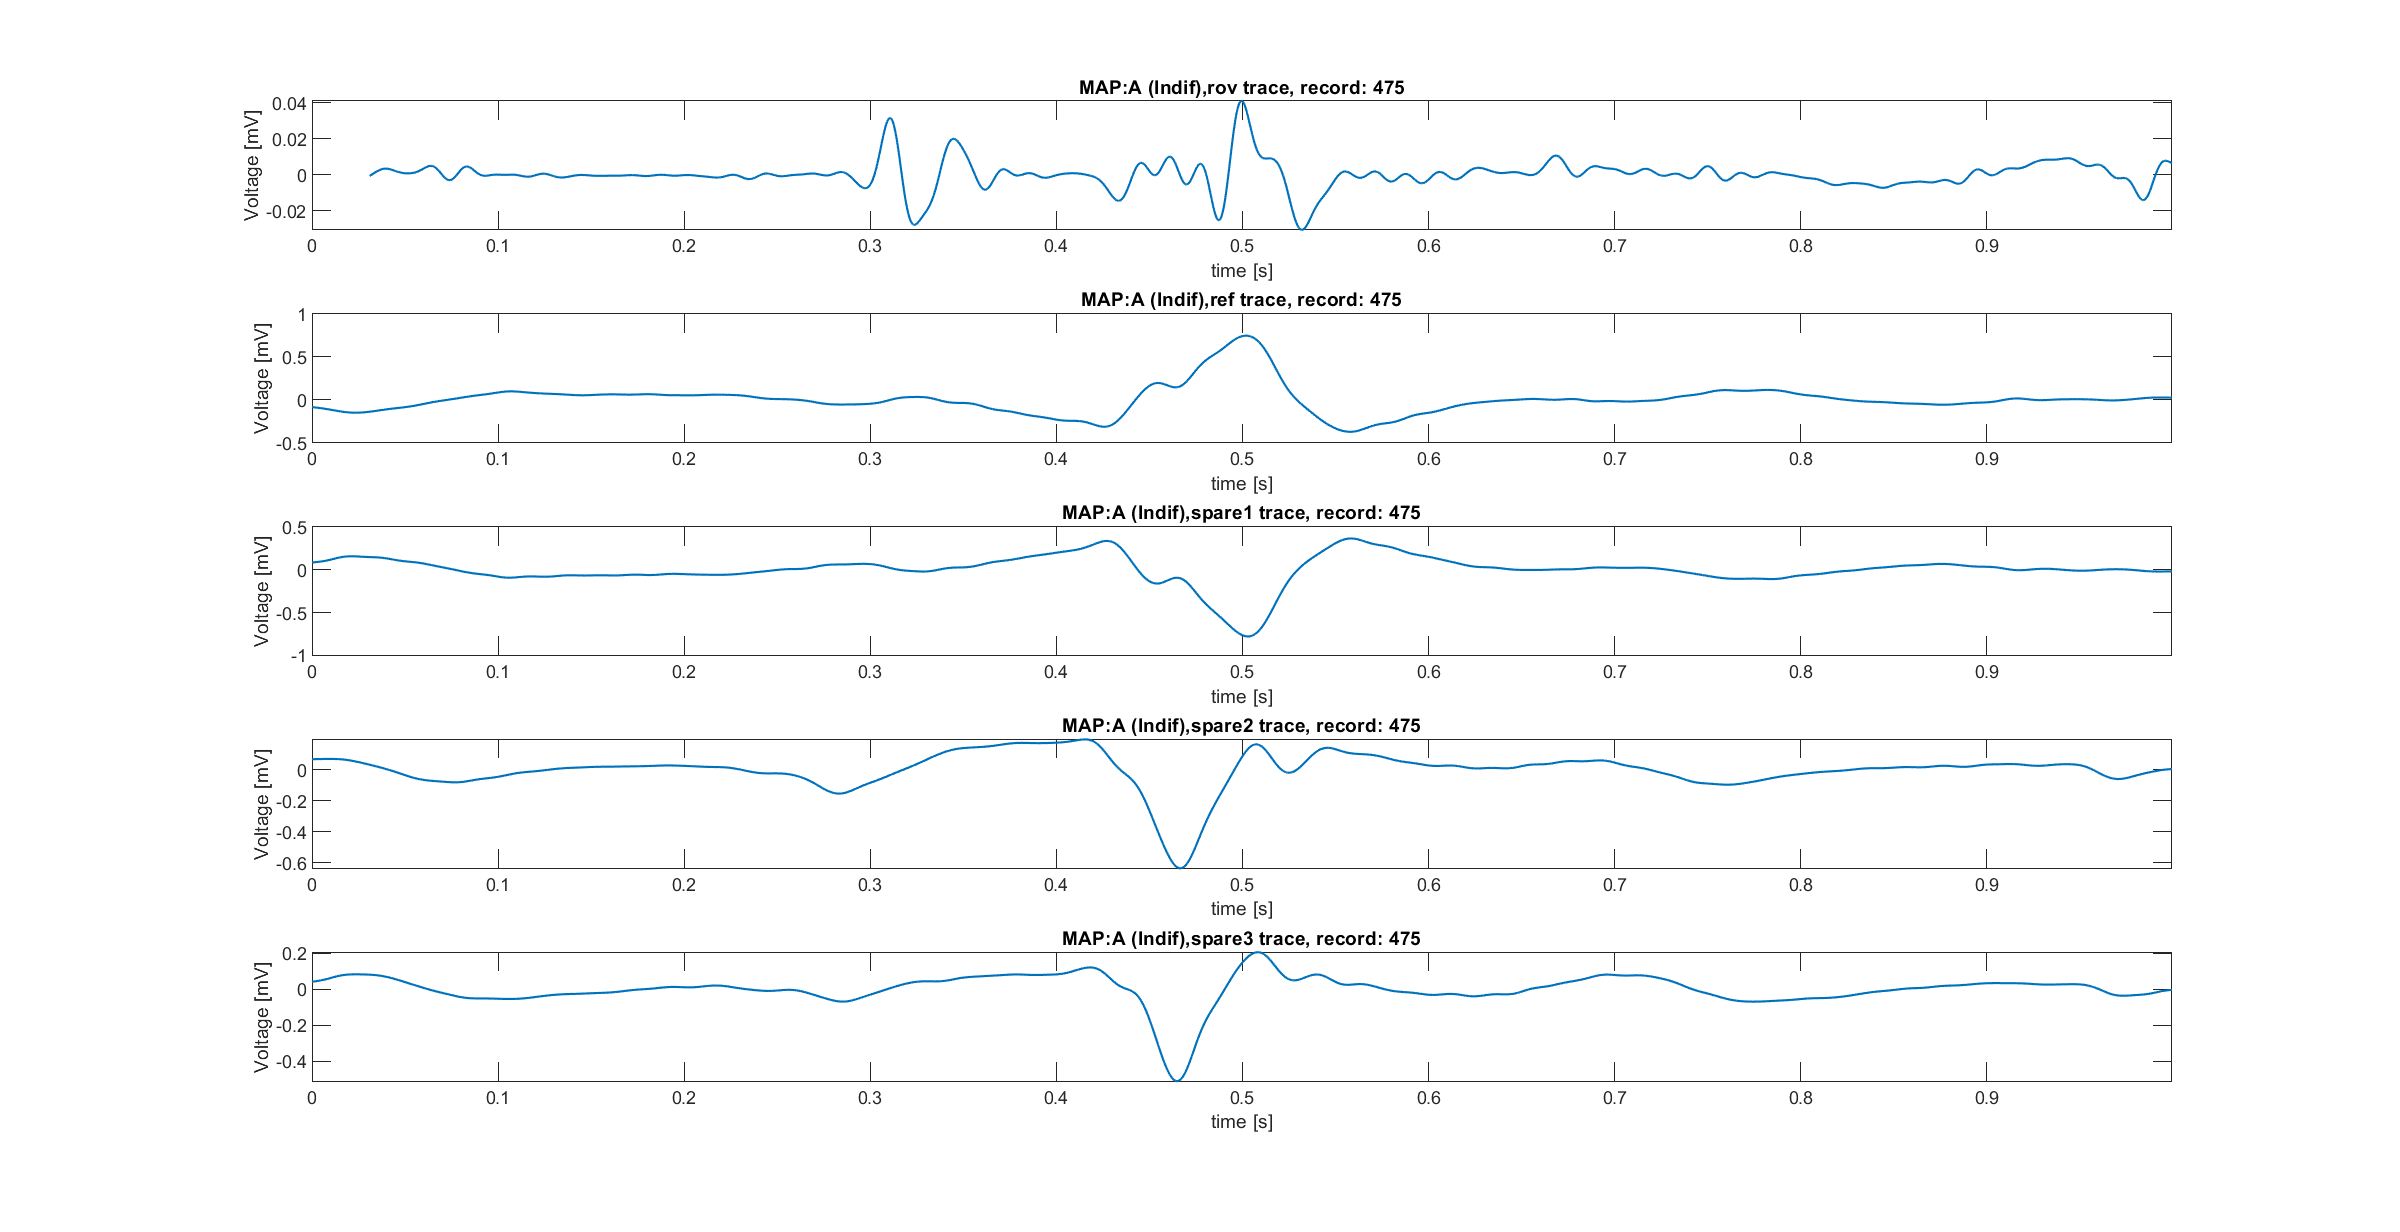 MAP:A (Indif),rov trace, record: 475
Voltage [mV]
0.04
0.02
0
-0.02
0 0.1 0.2 0.3 0.4 0.5 0.6 0.7 0.8 0.9
time [s]
MAP:A (Indif),ref trace, record: 475
Voltage [mV]
1
0.5
0
-0.5
0 0.1 0.2 0.3 0.4 0.5 0.6 0.7 0.8 0.9
time [s]
MAP:A (Indif),spare1 trace, record: 475
Voltage [mV]
0.5
0
-0.5
-1
0 0.1 0.2 0.3 0.4 0.5 0.6 0.7 0.8 0.9
time [s]
MAP:A (Indif),spare2 trace, record: 475
Voltage [mV]
0
-0.2
-0.4
-0.6
0 0.1 0.2 0.3 0.4 0.5 0.6 0.7 0.8 0.9
time [s]
MAP:A (Indif),spare3 trace, record: 475
Voltage [mV]
0.2
0
-0.2
-0.4
0 0.1 0.2 0.3 0.4 0.5 0.6 0.7 0.8 0.9
time [s]